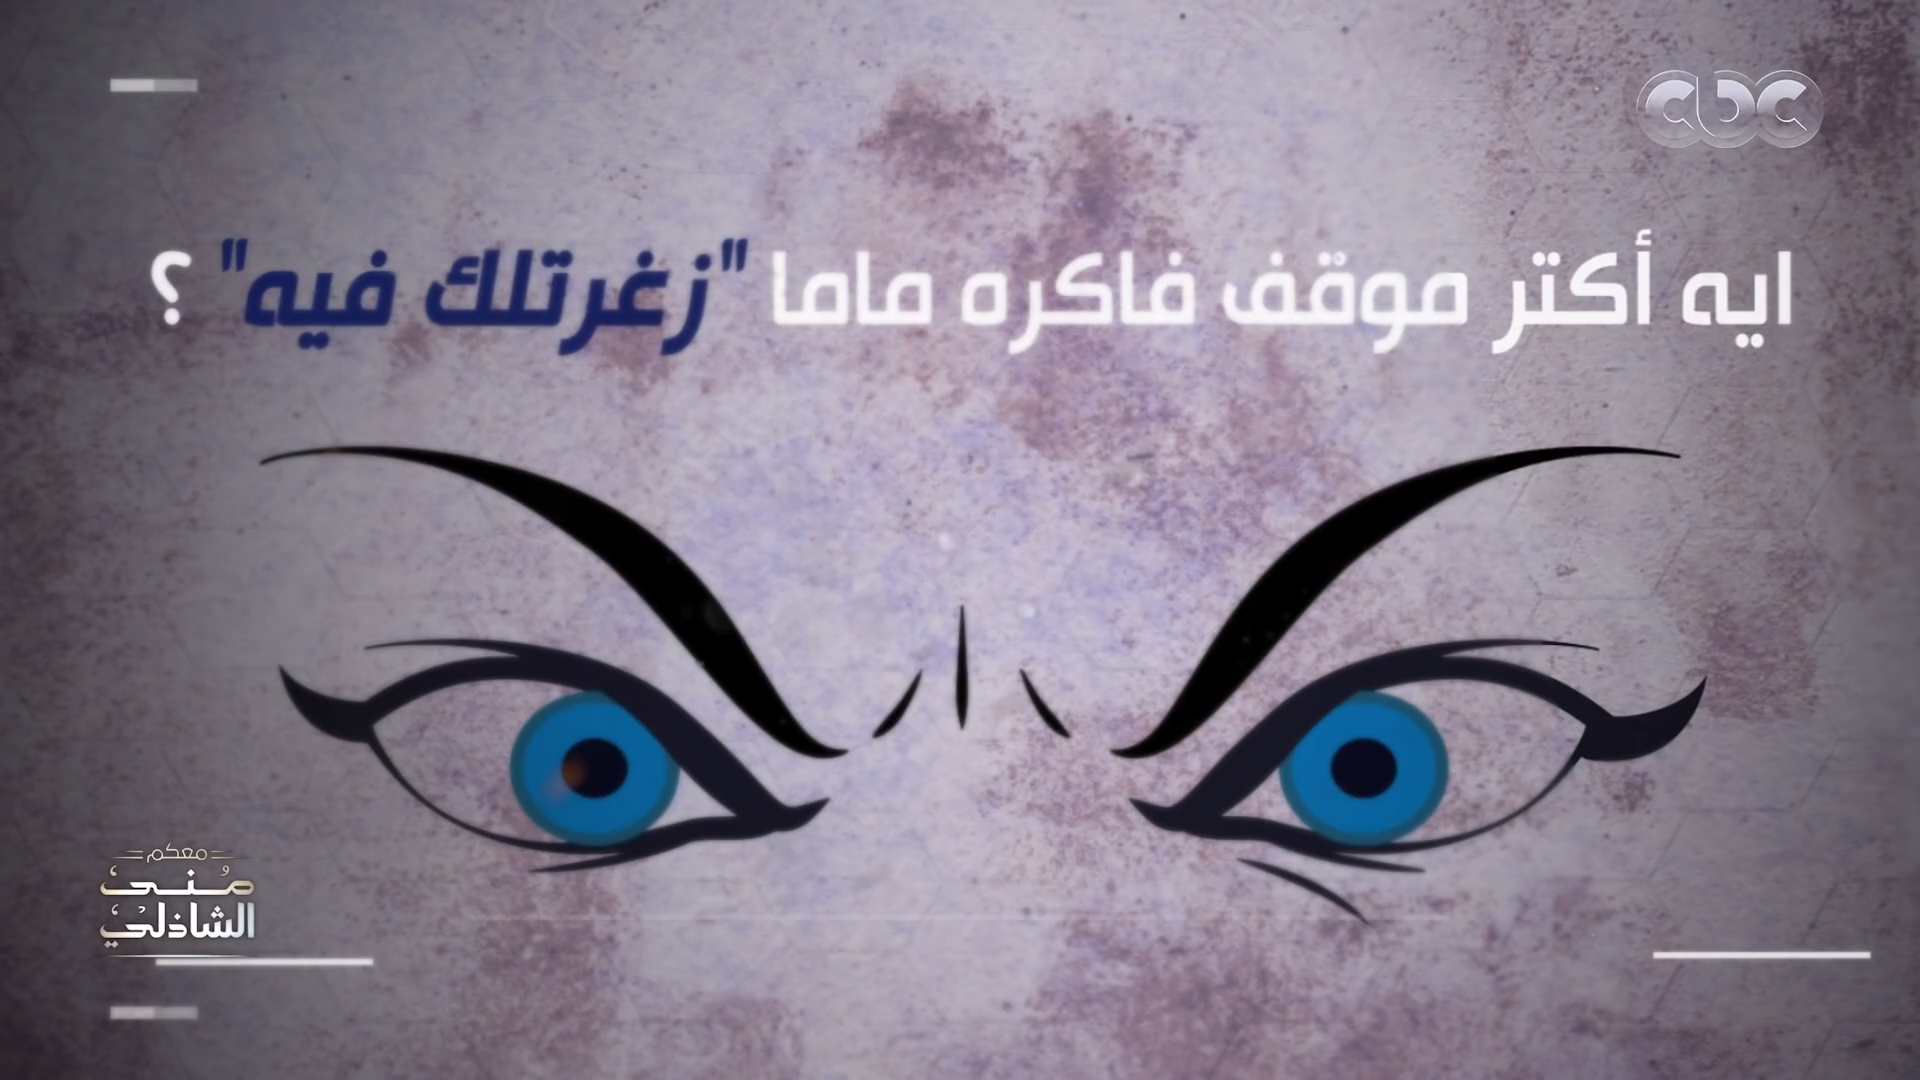 cbc
ايه أكتر موقف فاكره ماما "زغرتلك فيه" ؟
معكم
منى
الشاذلي